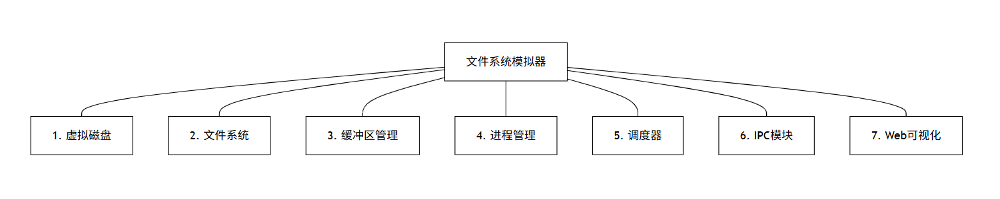 文件系统模拟器
1. 虚拟磁盘
2. 文件系统
3. 缓冲区管理
4. 进程管理
5. 调度器
6. IPC模块
7. Web可视化